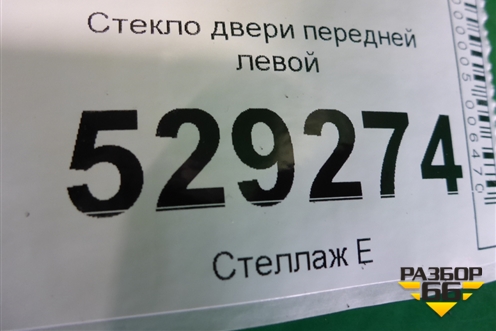 Стекло двери передней
левой
529274
Стеллаж Е
РАЗБОР
66